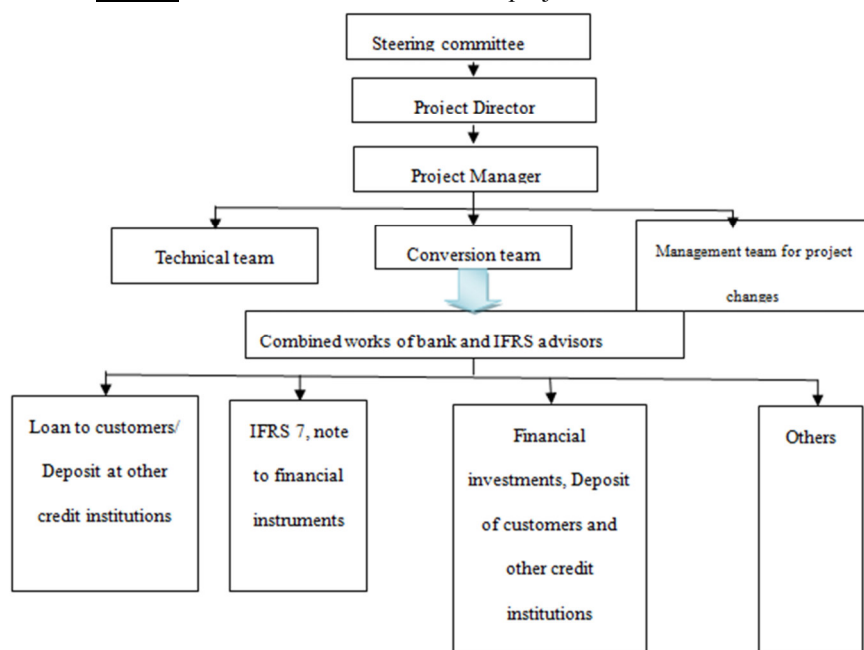 Steering committee
Project Director
Project Manager
Technical team
Conversion team
Management team for project
changes
Combined works of bank and IFRS advisors
Loan to customers/
Deposit at other
credit institutions
IFRS 7, note
to financial
instruments
Financial
investments, Deposit
of customers and
other credit
institutions
Others